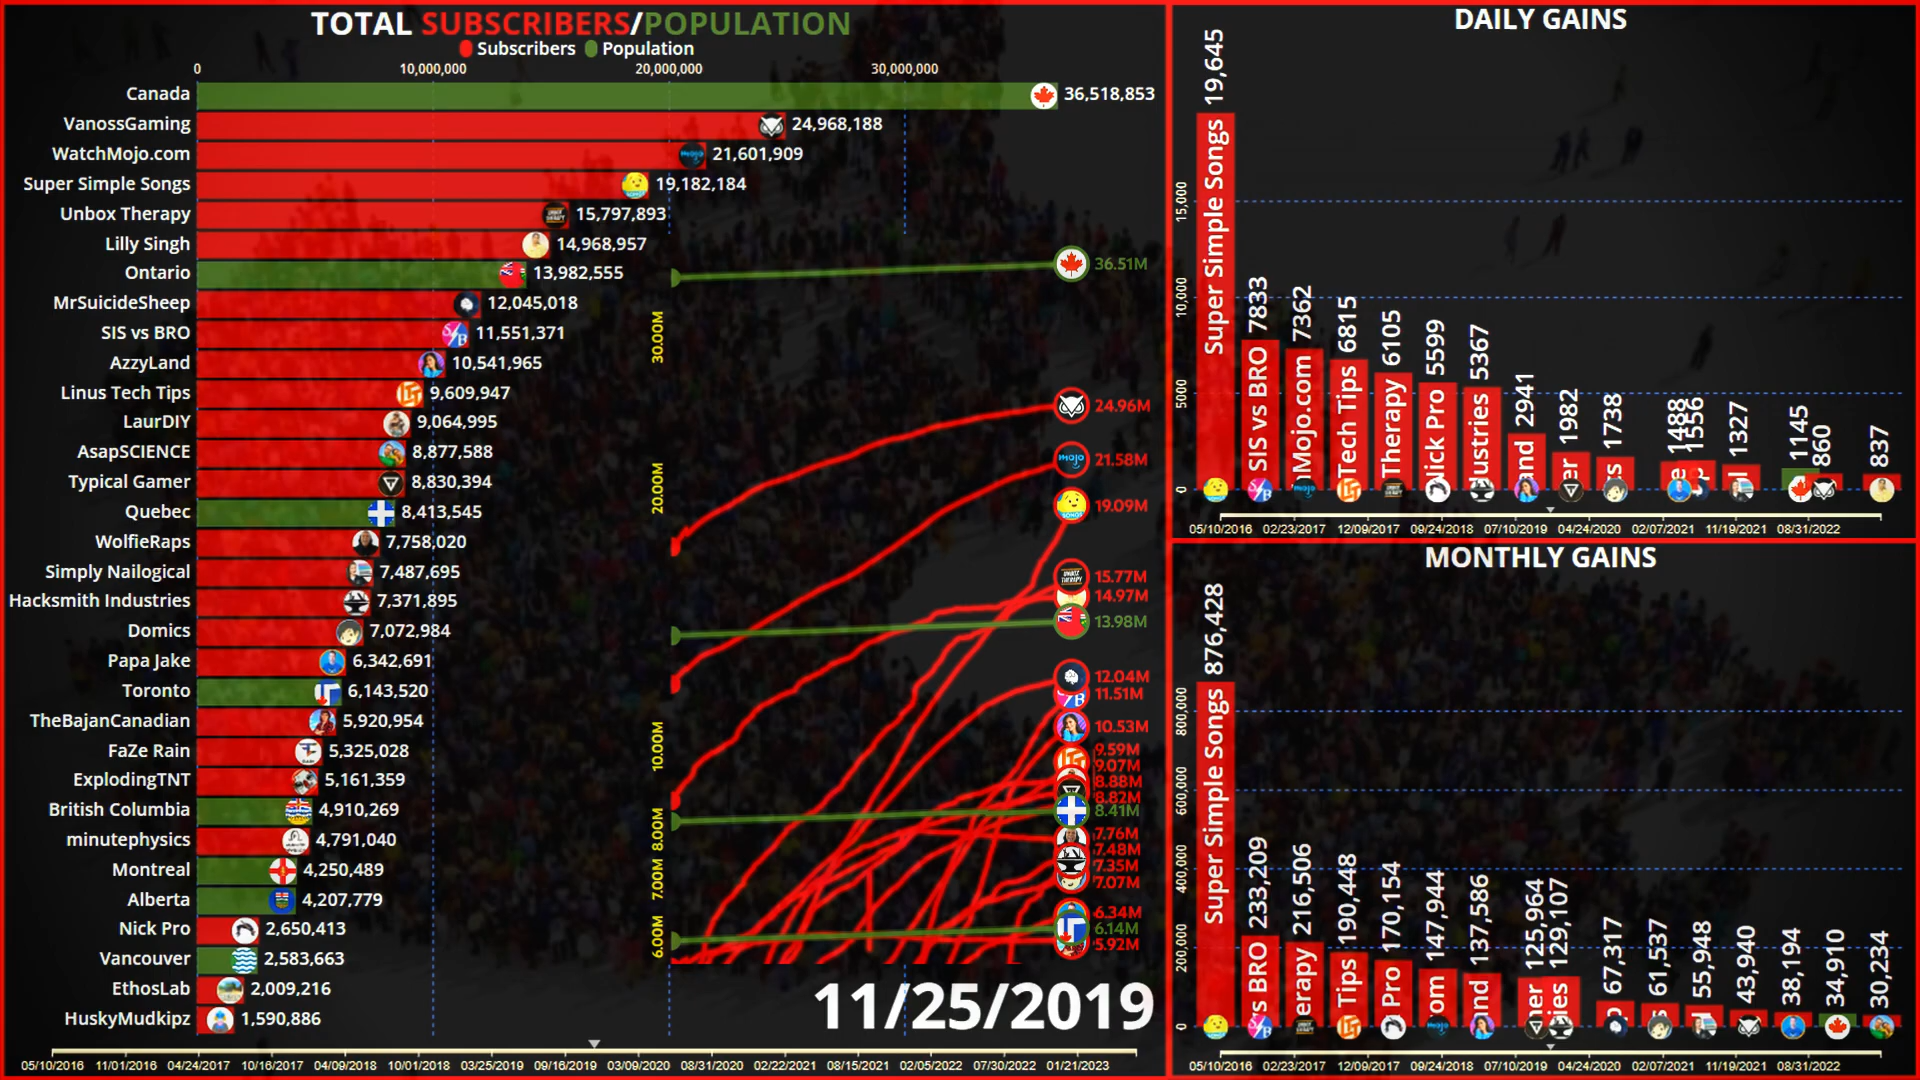 TOTAL SUBSCRIBERS/POPULATION
Subscribers Population
0 10,000,000 20,000,000 30,000,000
Canada 36,518,853
VanossGaming 24,968,188
WatchMojo.com 21,601,909
Super Simple Songs 19,182,184
Unbox Therapy 15,797,893
Lilly Singh 14,968,957
Ontario 13,982,555
MrSuicideSheep 12,045,018
SIS vs BRO 11,551,371
AzzyLand 10,541,965
Linus Tech Tips 9,609,947
LaurDIY 9,064,995
AsapSCIENCE 8,877,588
Typical Gamer 8,830,394
Quebec 8,413,545
WolfieRaps 7,758,020
Simply Nailogical 7,487,695
Hacksmith Industries 7,371,895
Domics 7,072,984
Papa Jake 6,342,691
Toronto 6,143,520
TheBajanCanadian 5,920,954
FaZe Rain 5,325,028
ExplodingTNT 5,161,359
British Columbia 4,910,269
minutephysics 4,791,040
Montreal 4,250,489
Alberta 4,207,779
Nick Pro 2,650,413
Vancouver 2,583,663
EthosLab 2,009,216
HuskyMudkipz 1,590,886
30.00M
20.00M
10.00M
8.00M
7.00M
6.00M
36.51M
24.96M
21.58M
19.09M
15.77M
14.97M
13.98M
12.04M
11.51M
10.53M
9.59M
9.07M
8.88M
8.82M
8.41M
7.76M
7.48M
7.35M
7.07M
6.34M
6.14M
5.92M
11/25/2019
05/10/2016 11/01/2016 04/24/2017 10/16/2017 04/09/2018 10/01/2018 03/25/2019 09/16/2019 03/09/2020 08/31/2020 02/22/2021 08/15/2021 02/05/2022 07/30/2022 01/21/2023
DAILY GAINS
15,000
10,000
5000
0
Super Simple Songs 19,645
SIS vs BRO 7833
Mojo.com 7362
Tech Tips 6815
Therapy 6105
lick Pro 5599
ustries 5367
and 2941
er 1982
s 1738
e 1488
1556
1327
1145
860
837
05/10/2016 02/23/2017 12/09/2017 09/24/2018 07/10/2019 04/24/2020 02/07/2021 11/19/2021 08/31/2022
MONTHLY GAINS
800,000
600,000
400,000
200,000
0
Super Simple Songs 876,428
vs BRO 233,209
erapy 216,506
Tips 190,448
Pro 170,154
om 147,944
nd 137,586
ner 125,964
ies 129,107
67,317
61,537
55,948
43,940
38,194
34,910
30,234
05/10/2016 02/23/2017 12/09/2017 09/24/2018 07/10/2019 04/24/2020 02/07/2021 11/19/2021 08/31/2022